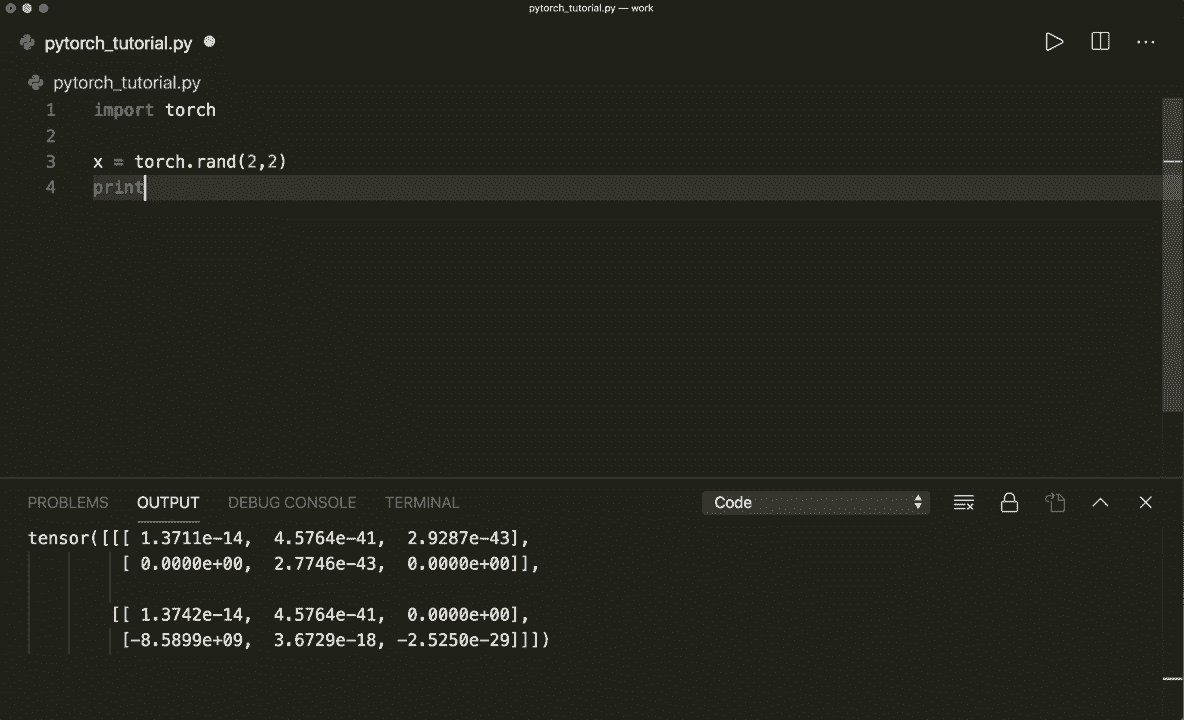 pytorch_tutorial.py — work
pytorch_tutorial.py
pytorch_tutorial.py
1 import torch
2
3 x = torch.rand(2,2)
4 print
PROBLEMS OUTPUT DEBUG CONSOLE TERMINAL Code
tensor([[[ 1.3711e-14, 4.5764e-41, 2.9287e-43],
[ 0.0000e+00, 2.7746e-43, 0.0000e+00]],
[[ 1.3742e-14, 4.5764e-41, 0.0000e+00],
[-8.5899e+09, 3.6729e-18, -2.5250e-29]]])